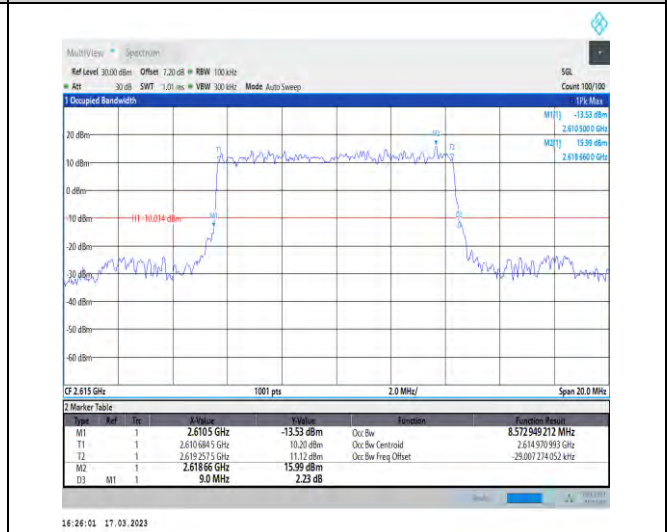 MultiView Spectrum
Ref Level 30.00 dBm Offset 7.20 dB RBW 100 kHz SGL
Att 30 dB SWT 1.01 ms VBW 300 kHz Mode Auto Sweep Count 100/100
1 Occupied Bandwidth 1Pk Max
M1[1] -13.53 dBm
2.610 500 0 GHz
M2[1] 15.99 dBm
2.618 660 0 GHz
20 dBm
M2
T1
T2
10 dBm
0 dBm
-10 dBm H1 -10.014 dBm M1 D3
-20 dBm
-30 dBm
-40 dBm
-50 dBm
-60 dBm
CF 2.615 GHz 1001 pts 2.0 MHz/ Span 20.0 MHz
2 Marker Table
Type Ref Trc X-Value Y-Value Function Function Result
M1 1 2.6105 GHz -13.53 dBm Occ Bw 8.572 949 212 MHz
T1 1 2.610 684 5 GHz 10.20 dBm Occ Bw Centroid 2.614 970 993 GHz
T2 1 2.619 257 5 GHz 11.12 dBm Occ Bw Freq Offset -29.007 274 052 kHz
M2 1 2.618 66 GHz 15.99 dBm
D3 M1 1 9.0 MHz 2.23 dB
16:26:01 17.03.2023